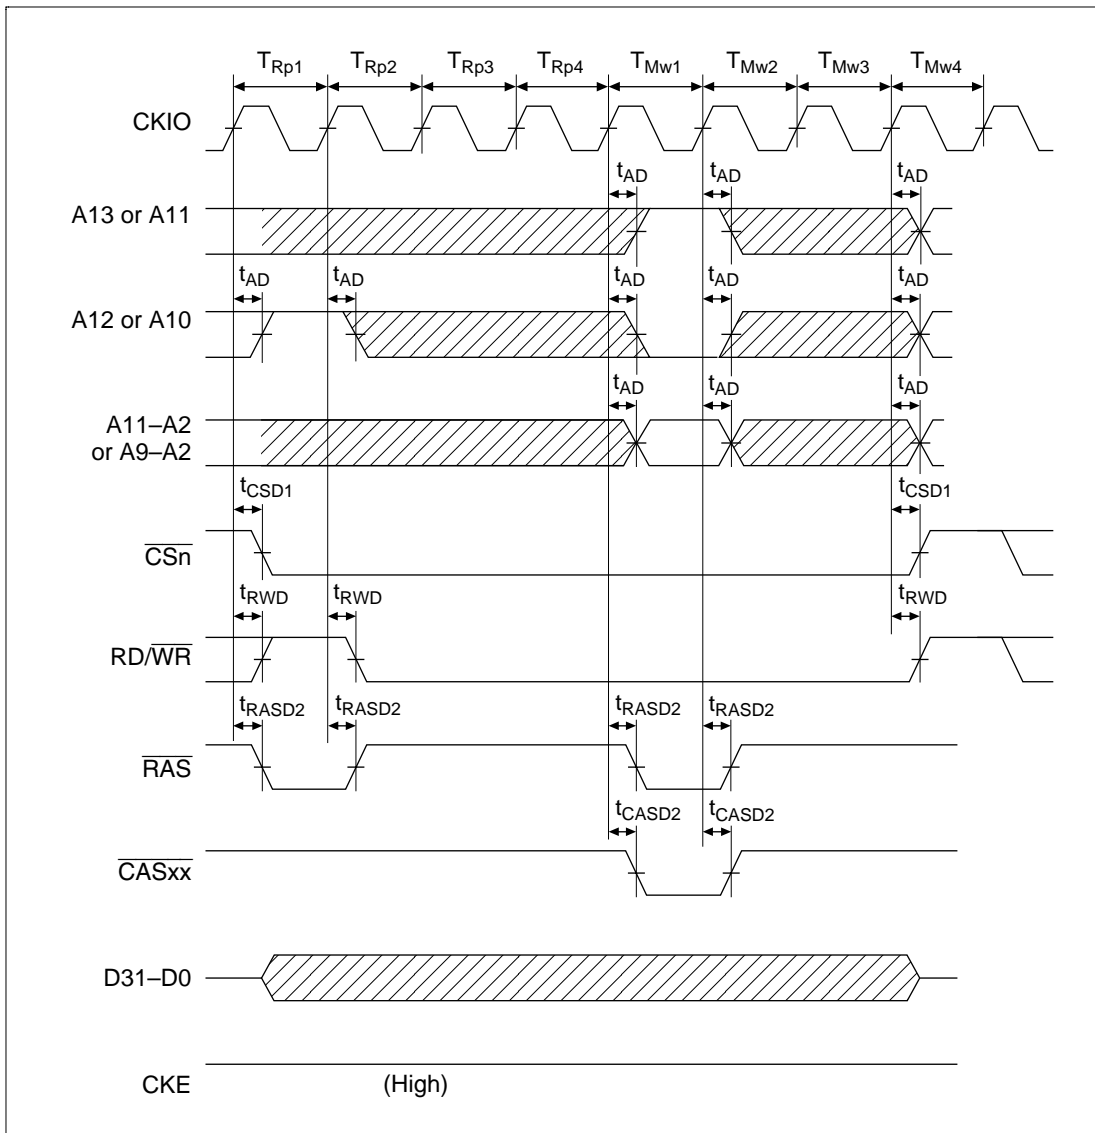 TRp1 TRp2 TRp3 TRp4 TMw1 TMw2 TMw3 TMw4
CKIO
tAD tAD tAD
A13 or A11
tAD tAD tAD tAD tAD
A12 or A10
tAD tAD tAD
A11–A2
or A9–A2
tCSD1 tCSD1
CSn
tRWD tRWD tRWD
RD/WR
tRASD2 tRASD2 tRASD2 tRASD2
RAS
tCASD2 tCASD2
CASxx
D31–D0
CKE (High)